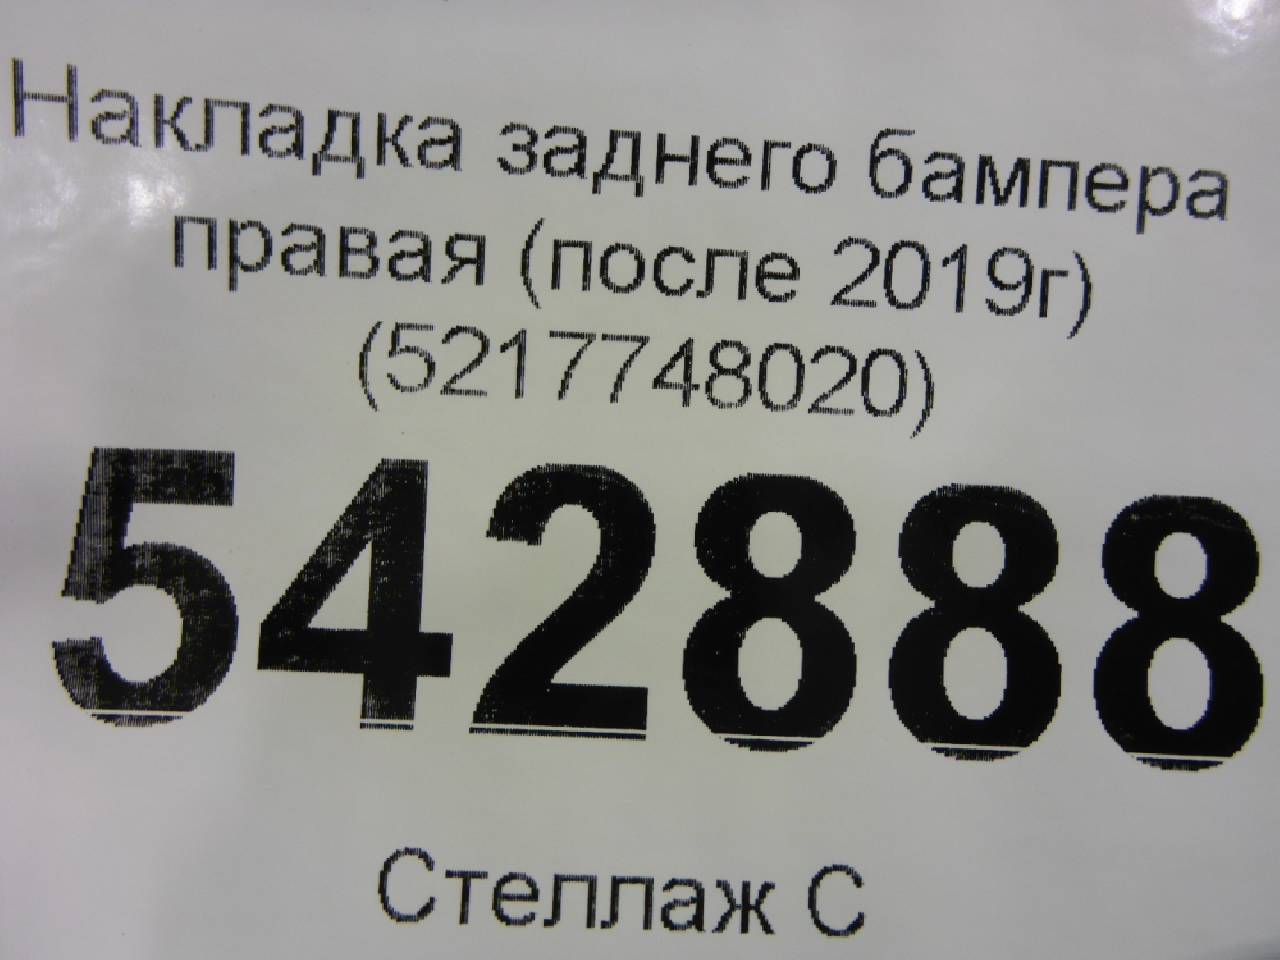 Накладка заднего бампера
правая (после 2019г)
(5217748020)
542888
Стеллаж С